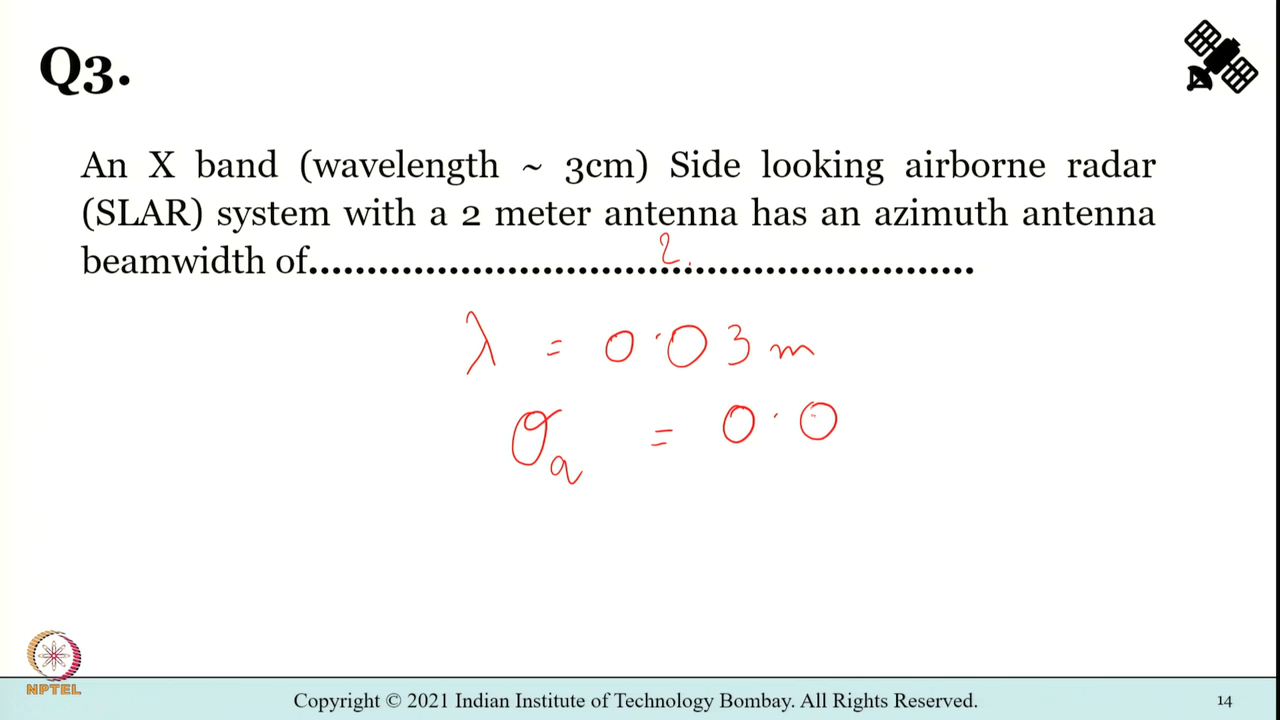 Q3.
An X band (wavelength ~ 3cm) Side looking airborne radar
(SLAR) system with a 2 meter antenna has an azimuth antenna
beamwidth of.........................................................
2.
λ = 0.03 m
θa = 0.0
NPTEL
Copyright © 2021 Indian Institute of Technology Bombay. All Rights Reserved.
14